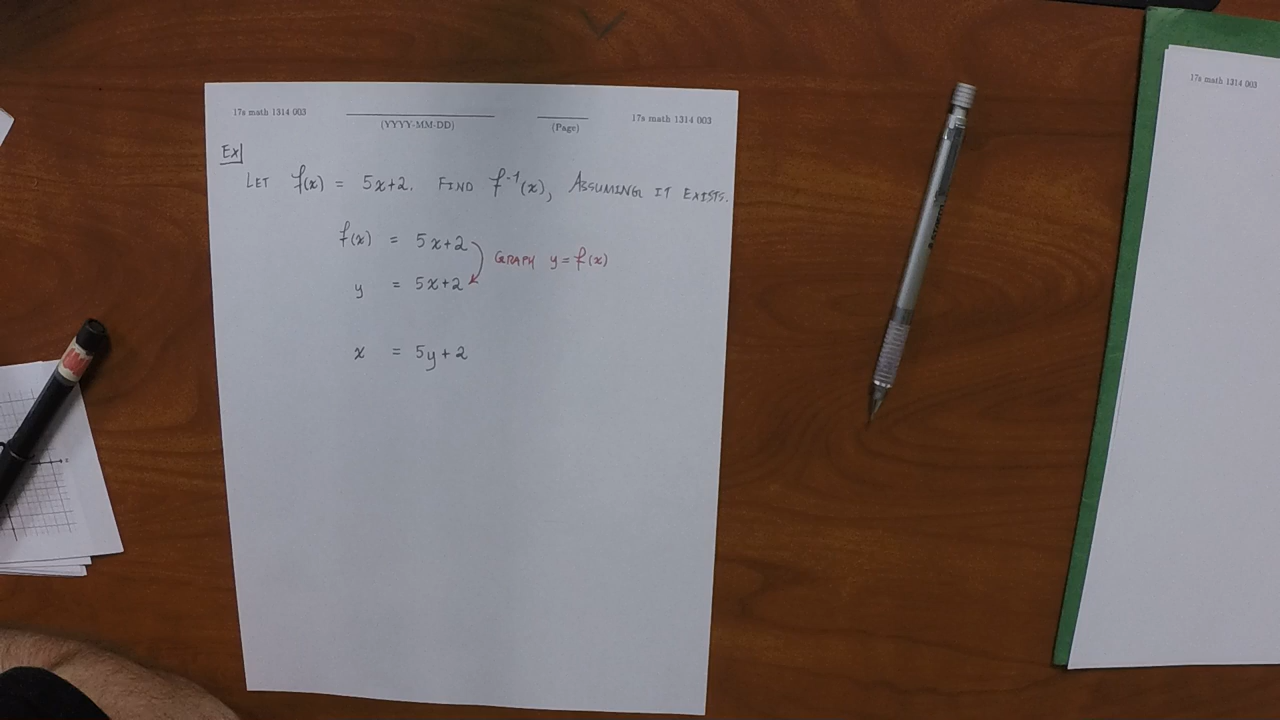 17s math 1314 003 (YYYY-MM-DD) (Page) 17s math 1314 003
Ex
LET f(x) = 5x+2. FIND f⁻¹(x), ASSUMING IT EXISTS.
f(x) = 5x+2
GRAPH y=f(x)
y = 5x+2
x = 5y+2
17s math 1314 003